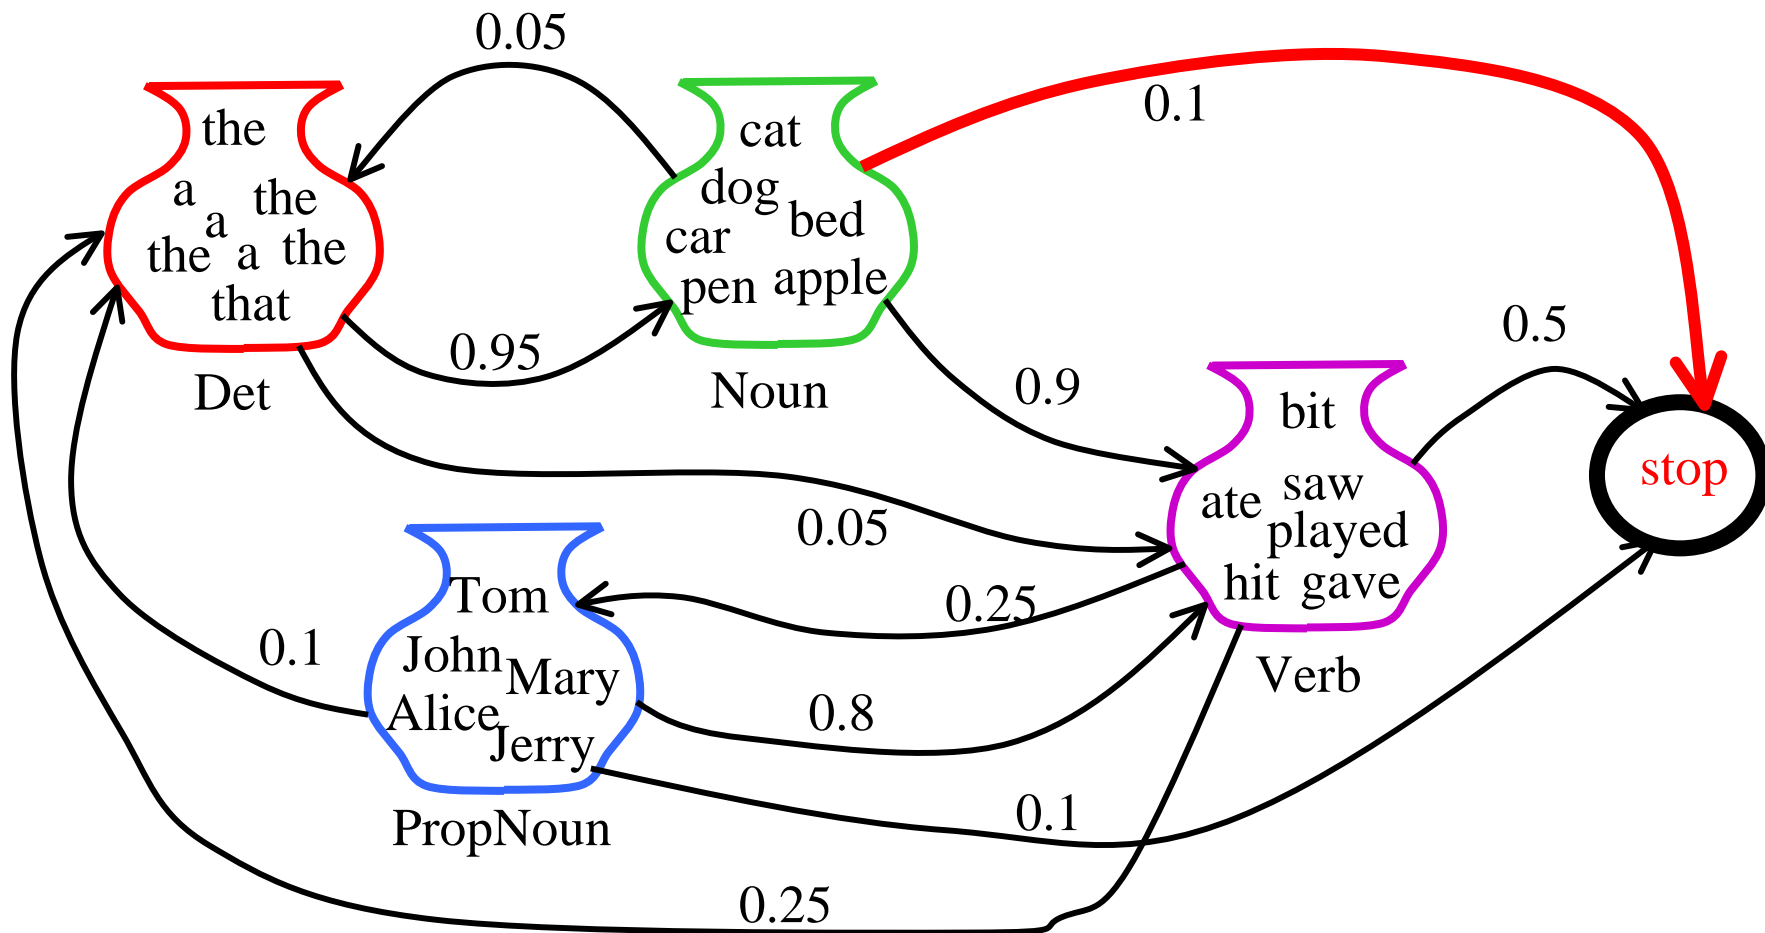 0.05
0.1
the
cat
a
the
dog
a
bed
the
a
the
car
that
pen
apple
0.95
0.5
Det
Noun
0.9
bit
stop
ate
saw
0.05
played
Tom
0.25
hit
gave
0.1
John
Mary
Verb
Alice
0.8
Jerry
PropNoun
0.1
0.25